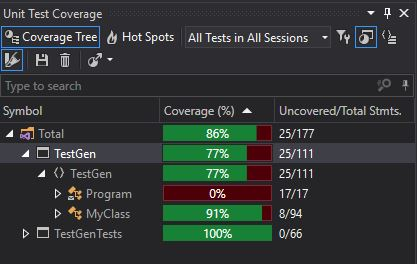 Unit Test Coverage
Coverage Tree Hot Spots All Tests in All Sessions
Type to search
Symbol Coverage (%) Uncovered/Total Stmts.
Total 86% 25/177
TestGen 77% 25/111
TestGen 77% 25/111
Program 0% 17/17
MyClass 91% 8/94
TestGenTests 100% 0/66